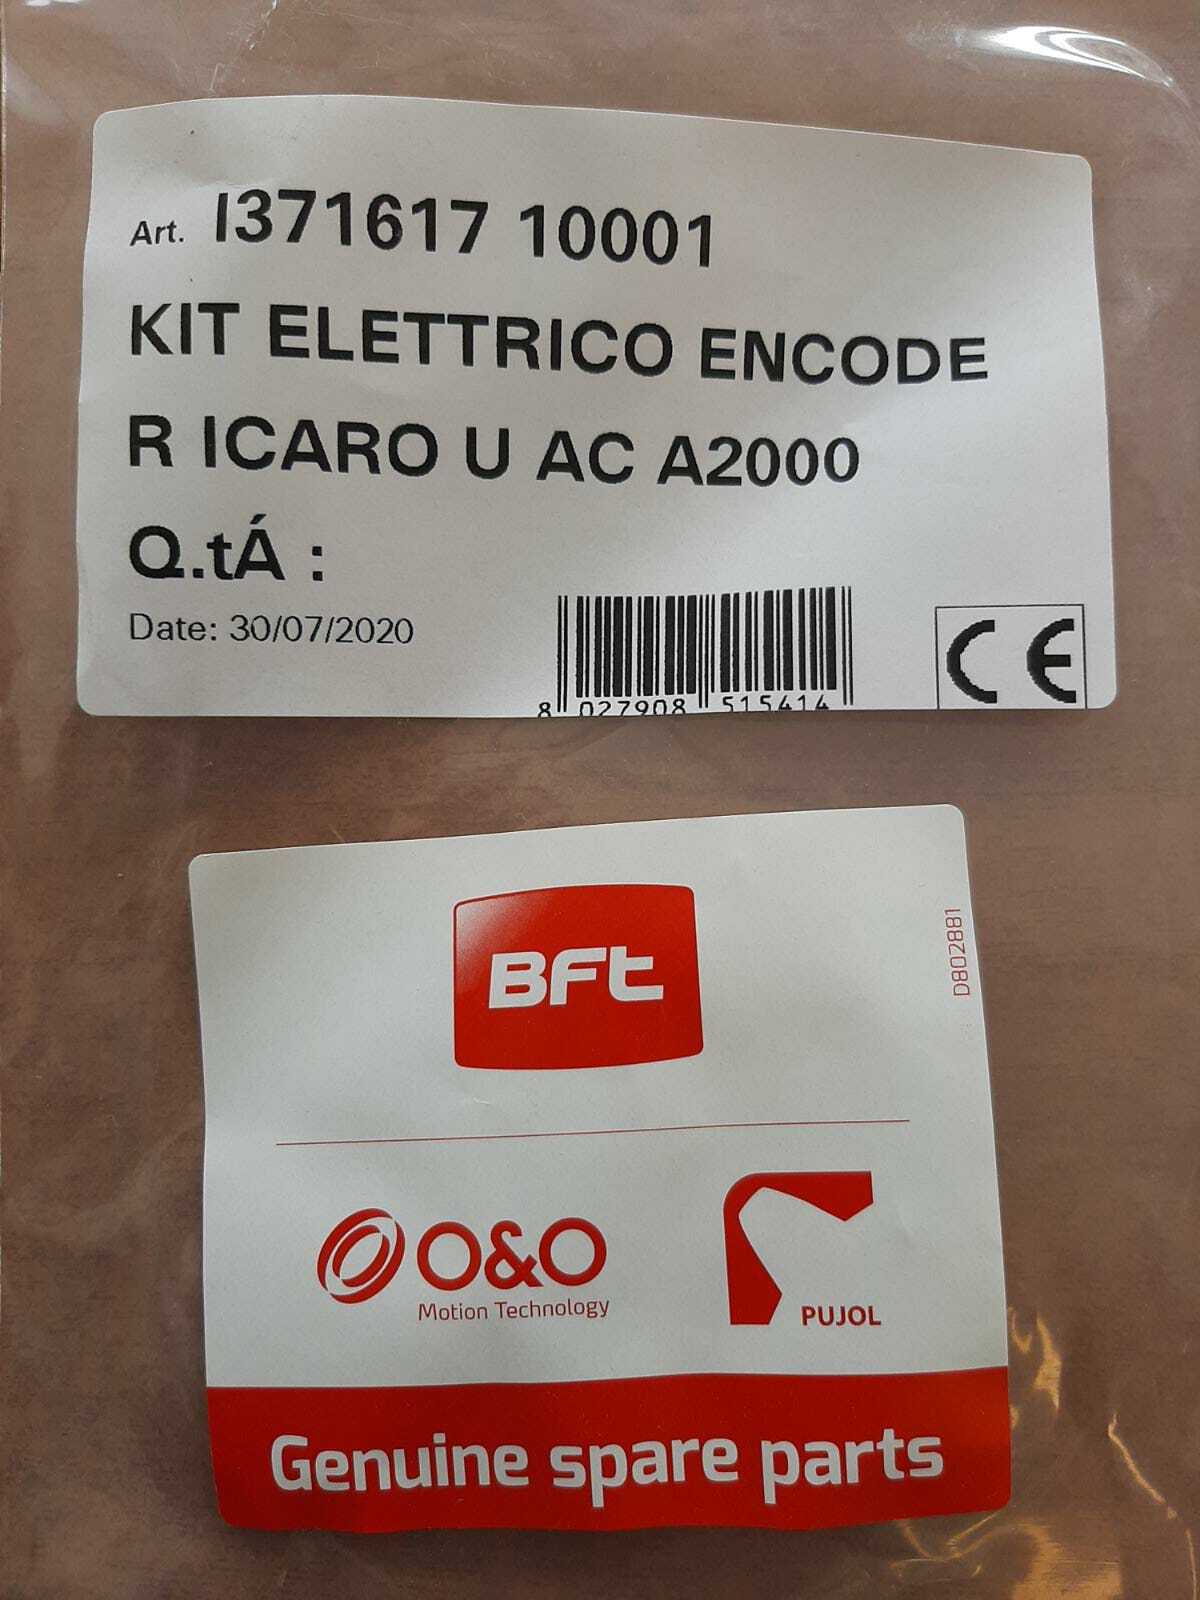 Art. I371617 10001
KIT ELETTRICO ENCODE
R ICARO U AC A2000
Q.tÁ :
Date: 30/07/2020
8 027908 515414
CE
BFt
D802881
O&O
Motion Technology
PUJOL
Genuine spare parts